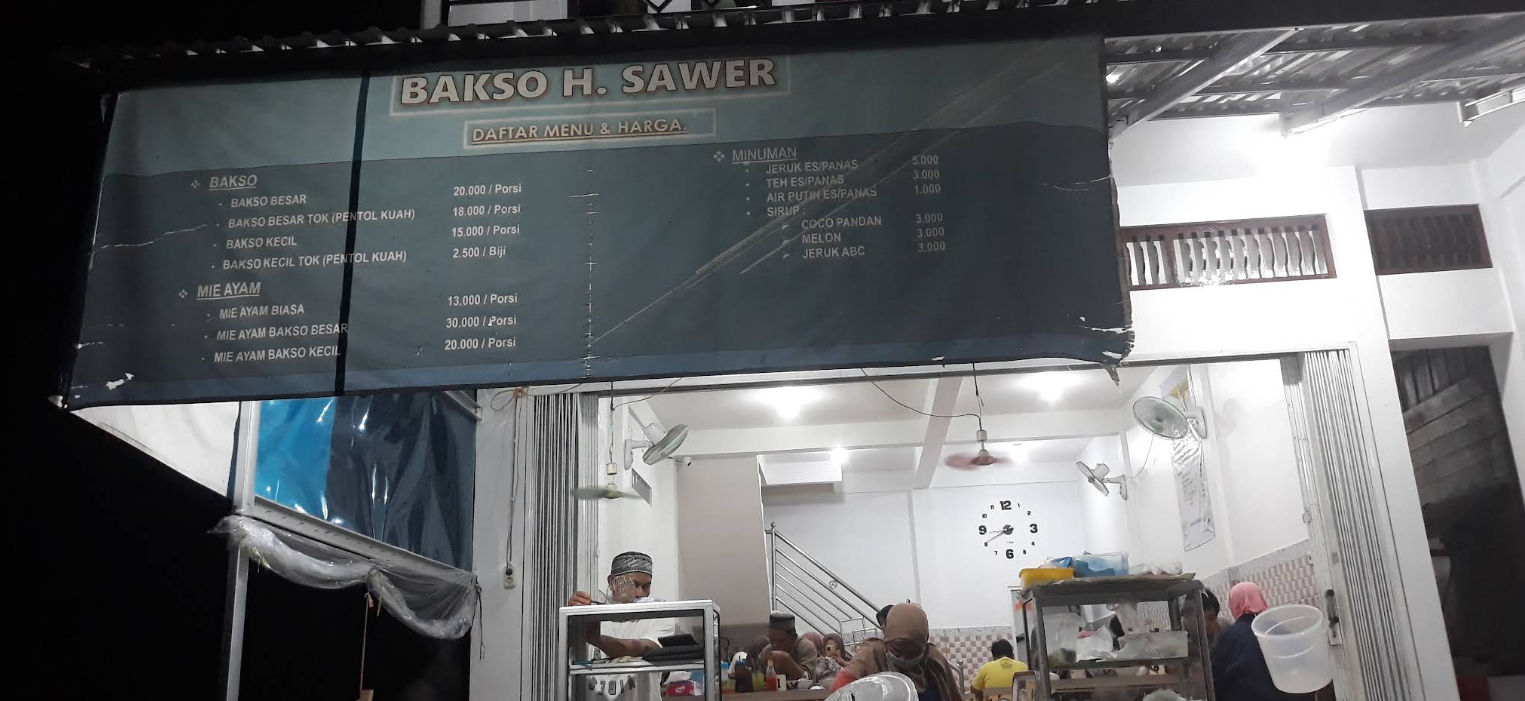 BAKSO H. SAWER
DAFTAR MENU & HARGA:
❖ BAKSO
• BAKSO BESAR 20.000 / Porsi
• BAKSO BESAR TOK (PENTOL KUAH) 18.000 / Porsi
• BAKSO KECIL 15.000 / Porsi
• BAKSO KECIL TOK (PENTOL KUAH) 2.500 / Biji
❖ MIE AYAM
• MIE AYAM BIASA 13.000 / Porsi
• MIE AYAM BAKSO BESAR 30.000 / Porsi
• MIE AYAM BAKSO KECIL 20.000 / Porsi
❖ MINUMAN
• JERUK ES/PANAS 5.000
• TEH ES/PANAS 3.000
• AIR PUTIH ES/PANAS 1.000
• SIRUP :
➢ COCO PANDAN 3.000
➢ MELON 3.000
➢ JERUK ABC 3.000
12
3
6
9